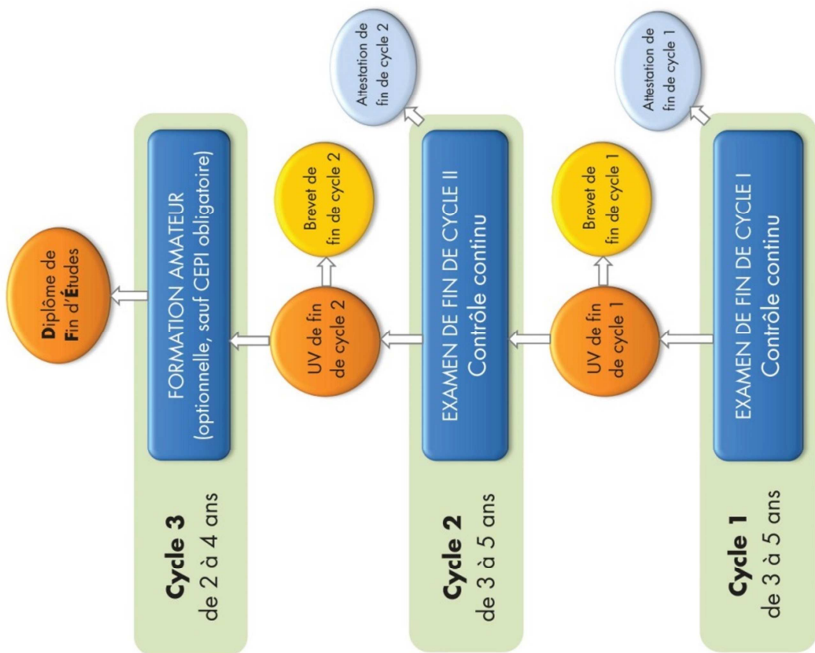 Diplôme de
Fin d'Études
Cycle 3
de 2 à 4 ans
FORMATION AMATEUR
(optionnelle, sauf CEPI obligatoire)
UV de fin
de cycle 2
Brevet de
fin de cycle 2
Attestation de
fin de cycle 2
Cycle 2
de 3 à 5 ans
EXAMEN DE FIN DE CYCLE II
Contrôle continu
UV de fin
de cycle 1
Brevet de
fin de cycle 1
Attestation de
fin de cycle 1
Cycle 1
de 3 à 5 ans
EXAMEN DE FIN DE CYCLE I
Contrôle continu